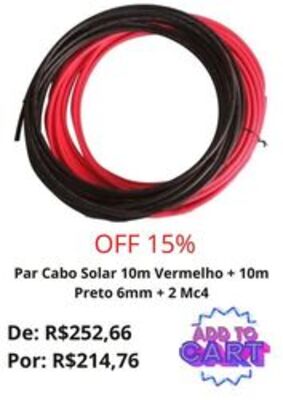 OFF 15%
Par Cabo Solar 10m Vermelho + 10m
Preto 6mm + 2 Mc4
De: R$252,66
Por: R$214,76
ADD TO
CART